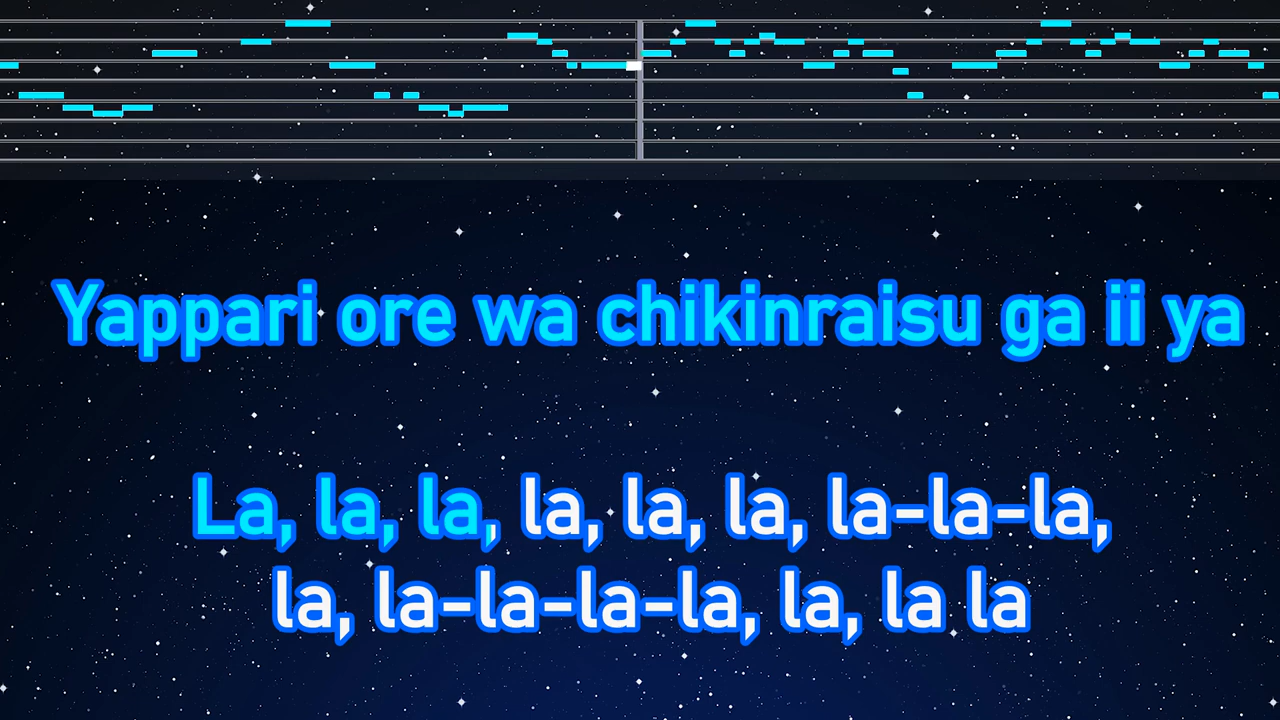 Yappari ore wa chikinraisu ga ii ya
La, la, la, la, la, la, la-la-la,
la, la-la-la-la, la, la la